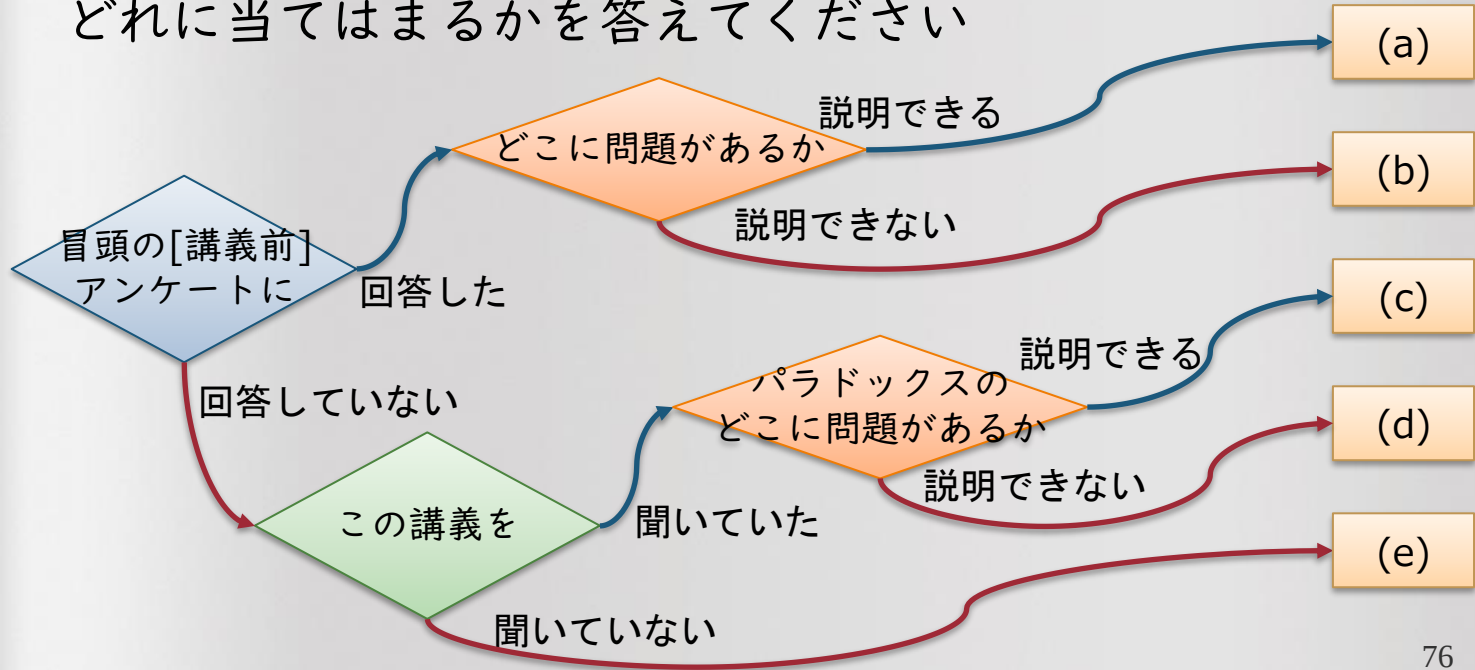 どれに当てはまるかを答えてください
(a)
説明できる
どこに問題があるか
(b)
説明できない
冒頭の[講義前]
アンケートに
回答した
(c)
説明できる
パラドックスの
どこに問題があるか
回答していない
(d)
説明できない
この講義を
聞いていた
(e)
聞いていない
76